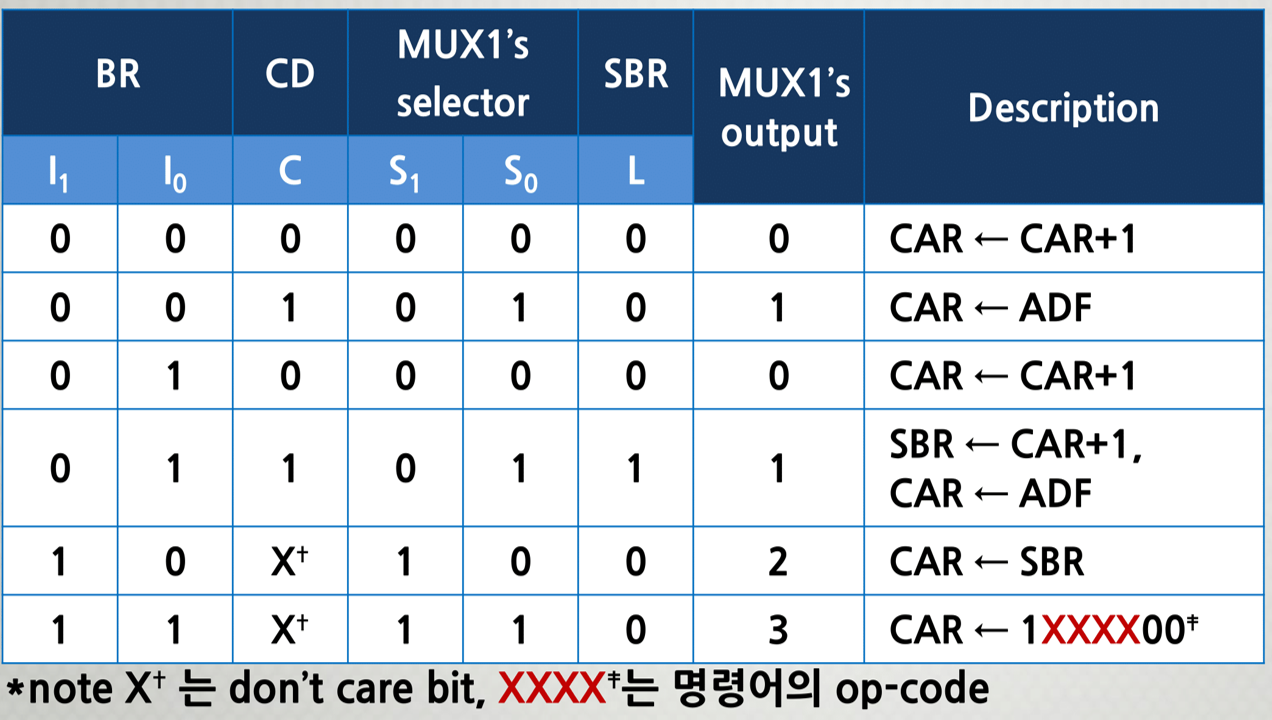 BR CD MUX1's selector SBR MUX1's output Description
I₁ I₀ C S₁ S₀ L
0 0 0 0 0 0 0 CAR ← CAR+1
0 0 1 0 1 0 1 CAR ← ADF
0 1 0 0 0 0 0 CAR ← CAR+1
0 1 1 0 1 1 1 SBR ← CAR+1,
CAR ← ADF
1 0 X† 1 0 0 2 CAR ← SBR
1 1 X† 1 1 0 3 CAR ← 1XXXX00‡
*note X† 는 don't care bit, XXXX‡는 명령어의 op-code